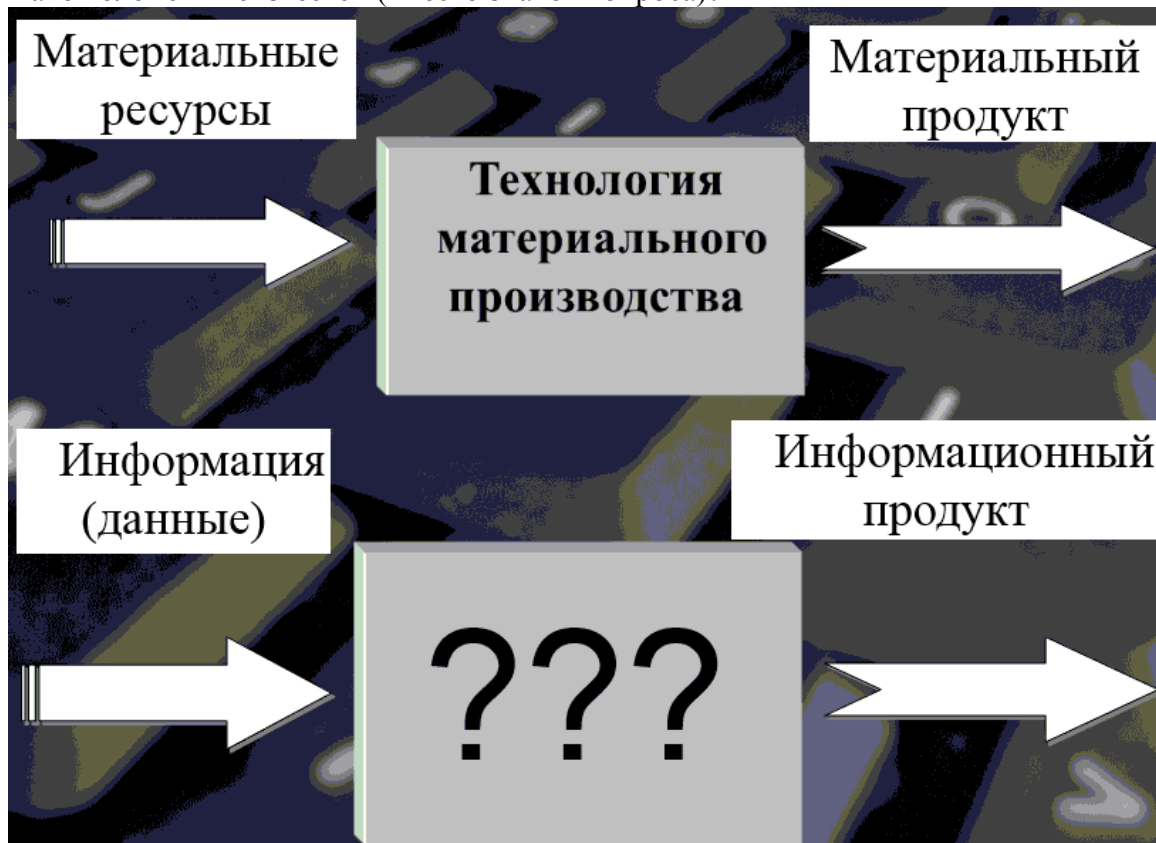 Материальные
ресурсы
Материальный
продукт
Технология
материального
производства
Информация
(данные)
Информационный
продукт
???